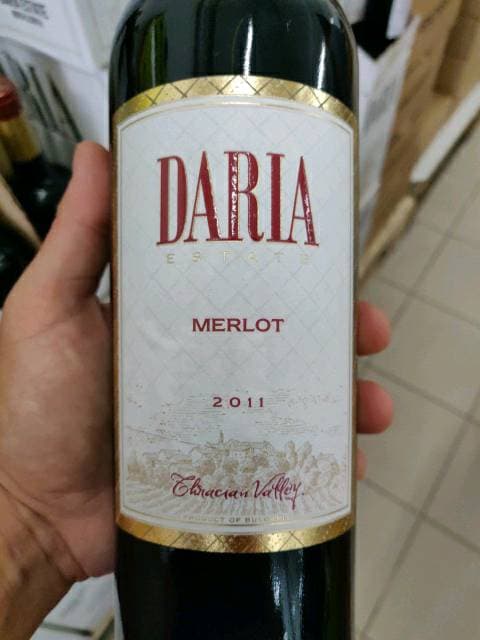 DARIA
ESTATE
MERLOT
2011
Thracian Valley
PRODUCT OF BULGARIA